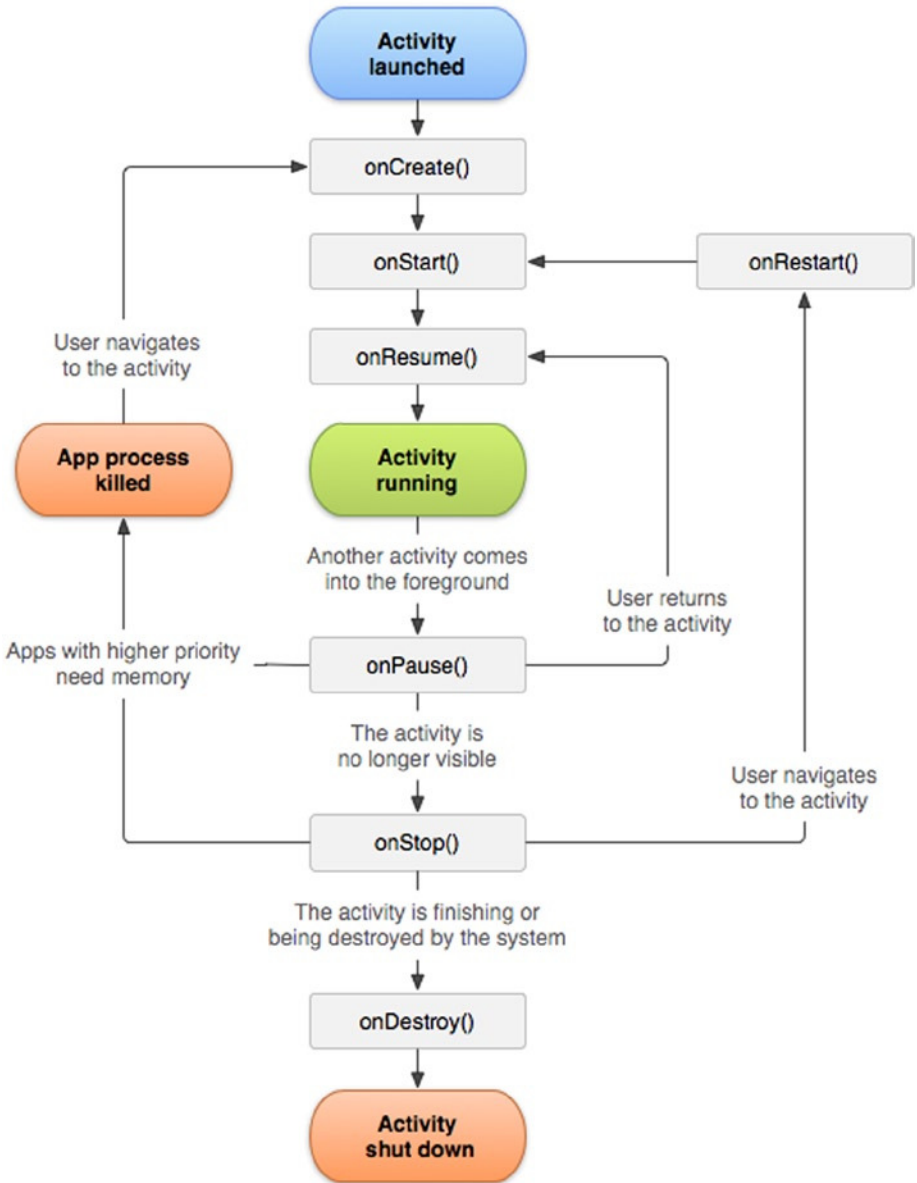 Activity
launched
onCreate()
onStart()
onRestart()
User navigates
to the activity
onResume()
App process
killed
Activity
running
Another activity comes
into the foreground
User returns
to the activity
Apps with higher priority
need memory
onPause()
The activity is
no longer visible
User navigates
to the activity
onStop()
The activity is finishing or
being destroyed by the system
onDestroy()
Activity
shut down